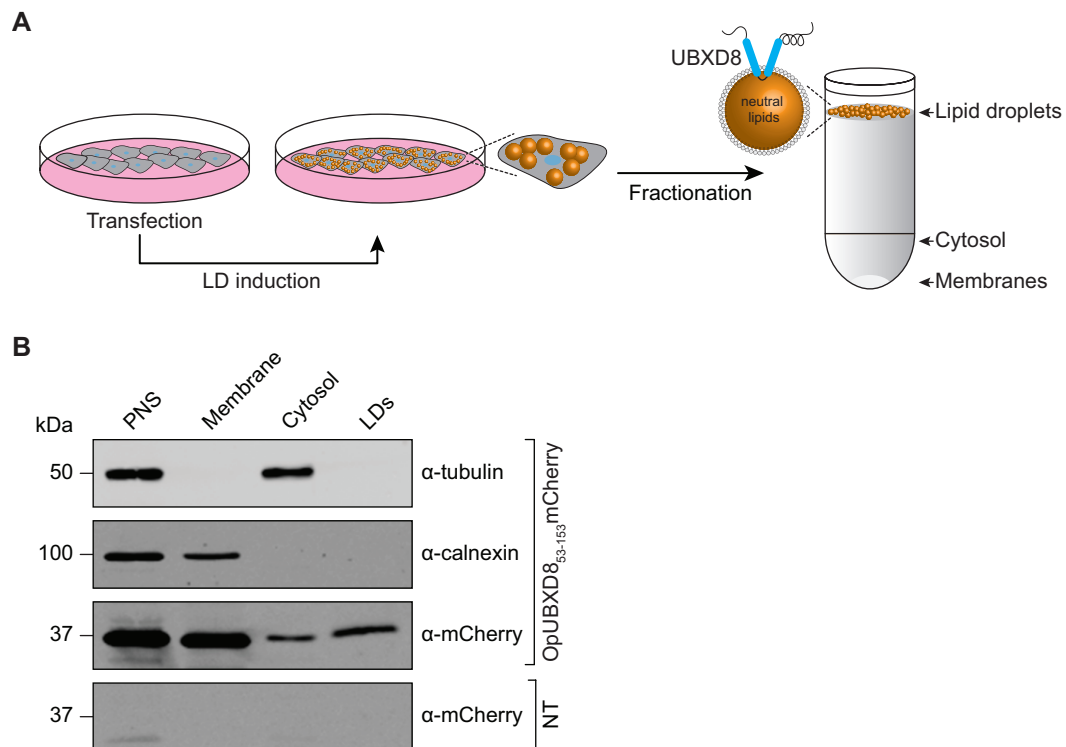 A
UBXD8
neutral
lipids
Lipid droplets
Transfection
LD induction
Fractionation
Cytosol
Membranes
B
kDa
PNS
Membrane
Cytosol
LDs
50
α-tubulin
100
α-calnexin
37
α-mCherry
OpUBXD8₅₃₋₁₅₃mCherry
37
α-mCherry
NT